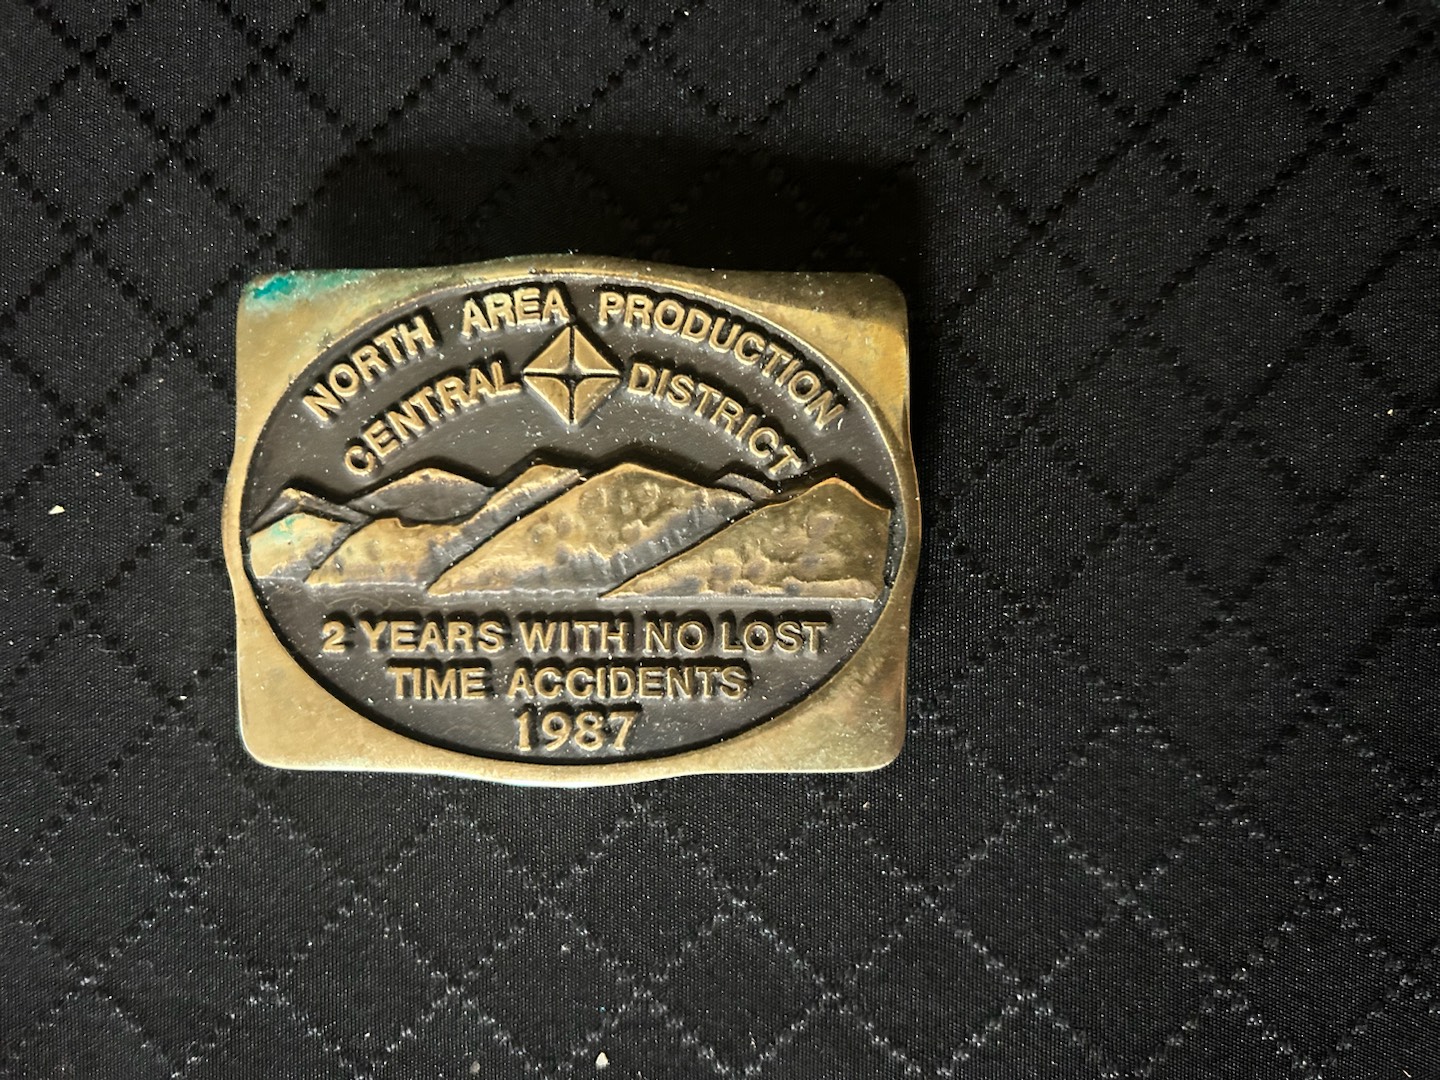 NORTH AREA PRODUCTION
CENTRAL DISTRICT
2 YEARS WITH NO LOST
TIME ACCIDENTS
1987